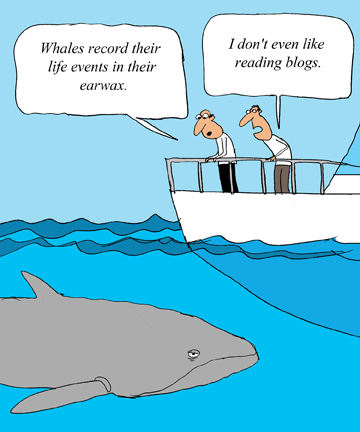 Whales record their
life events in their
earwax.
I don't even like
reading blogs.